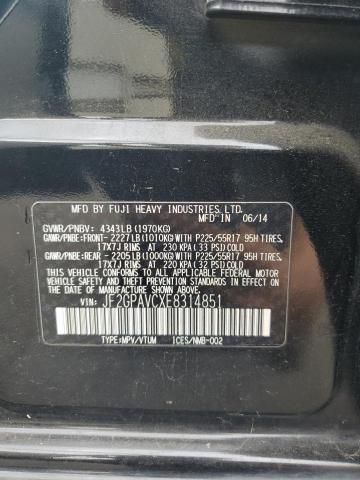 MFD BY FUJI HEAVY INDUSTRIES LTD.
MFD IN 06/14
GVWR/PNBV: 4343LB (1970KG)
GAWR/PNBE:FRONT- 2227LB(1010KG)WITH P225/55R17 95H TIRES,
17X7J RIMS AT 230 KPA(33 PSI)COLD
GAWR/PNBE:REAR - 2205LB(1000KG)WITH P225/55R17 95H TIRES,
17X7J RIMS AT 220 KPA(32 PSI)COLD
THIS VEHICLE CONFORMS TO ALL APPLICABLE FEDERAL MOTOR
VEHICLE SAFETY, BUMPER, AND THEFT PREVENTION STANDARDS
IN EFFECT ON THE DATE OF MANUFACTURE SHOWN ABOVE.
VIN: JF2GPAVCXE8314851
TYPE:MPV/VTUM ICES/NMB-002